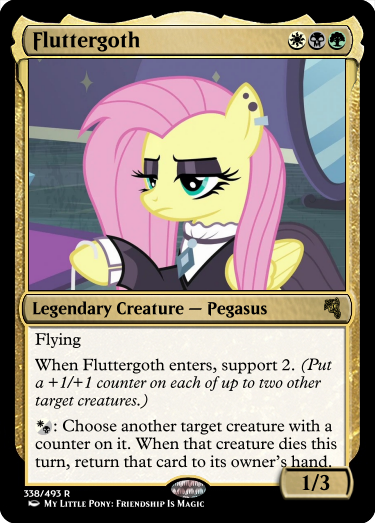 Fluttergoth
Legendary Creature — Pegasus
Flying
When Fluttergoth enters, support 2. (Put
a +1/+1 counter on each of up to two other
target creatures.)
: Choose another target creature with a
counter on it. When that creature dies this
turn, return that card to its owner's hand.
1/3
338/493 R
My Little Pony: Friendship Is Magic